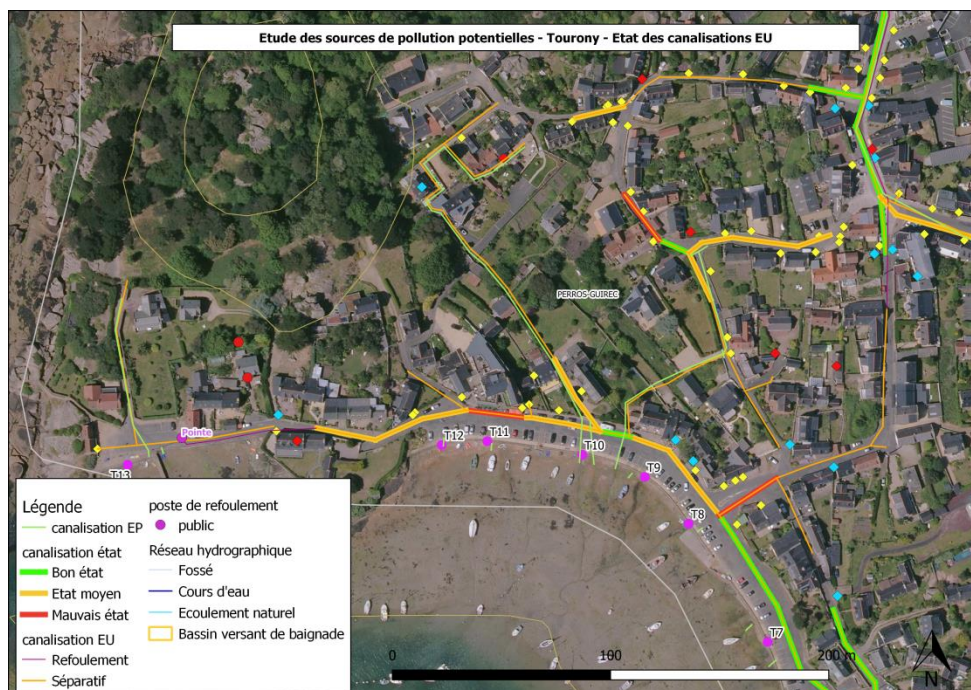 Etude des sources de pollution potentielles - Tourony - Etat des canalisations EU
PERROS-GUIREC
Pointe
T13
T12
T11
T10
T9
T8
T7
Légende
canalisation EP
canalisation état
Bon état
Etat moyen
Mauvais état
canalisation EU
Refoulement
Séparatif
poste de refoulement
public
Réseau hydrographique
Fossé
Cours d'eau
Ecoulement naturel
Bassin versant de baignade
0
100
200 m
N